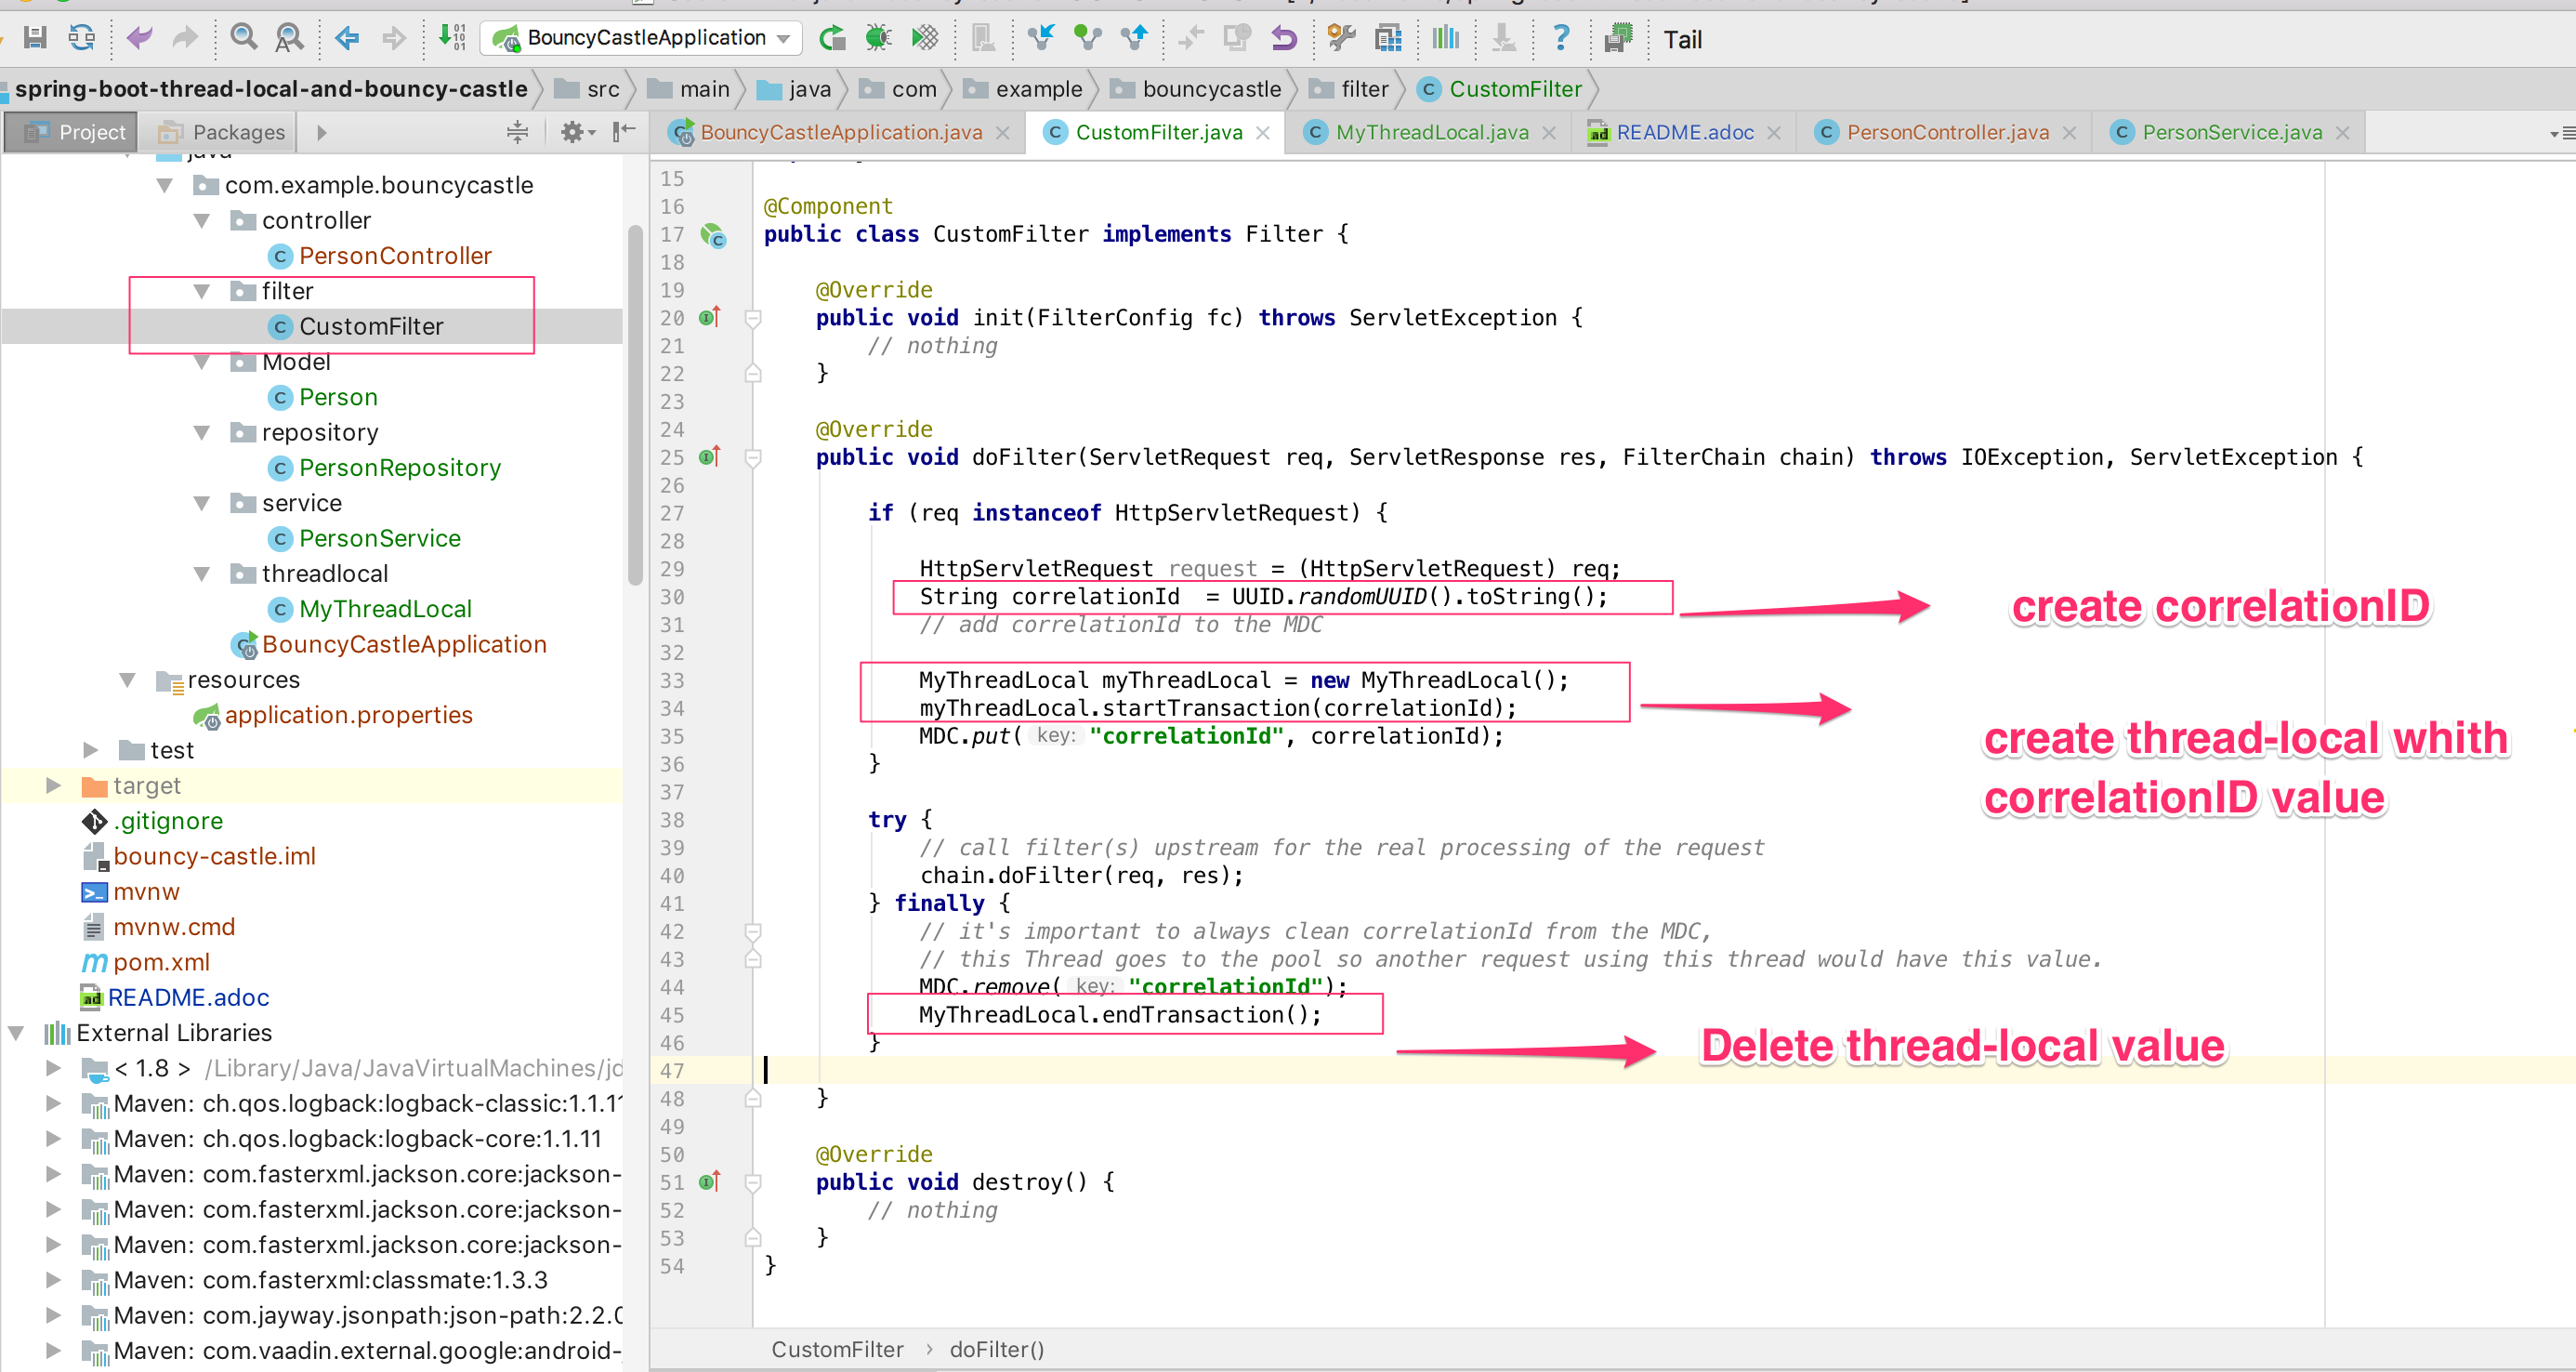 BouncyCastleApplication
Tail
spring-boot-thread-local-and-bouncy-castle
src
main
java
com
example
bouncycastle
filter
CustomFilter
Project
Packages
BouncyCastleApplication.java
CustomFilter.java
MyThreadLocal.java
README.adoc
PersonController.java
PersonService.java
java
com.example.bouncycastle
controller
PersonController
filter
CustomFilter
Model
Person
repository
PersonRepository
service
PersonService
threadlocal
MyThreadLocal
BouncyCastleApplication
resources
application.properties
test
target
.gitignore
bouncy-castle.iml
mvnw
mvnw.cmd
pom.xml
README.adoc
External Libraries
< 1.8 > /Library/Java/JavaVirtualMachines/jd
Maven: ch.qos.logback:logback-classic:1.1.11
Maven: ch.qos.logback:logback-core:1.1.11
Maven: com.fasterxml.jackson.core:jackson-
Maven: com.fasterxml.jackson.core:jackson-
Maven: com.fasterxml.jackson.core:jackson-
Maven: com.fasterxml:classmate:1.3.3
Maven: com.jayway.jsonpath:json-path:2.2.0
Maven: com.vaadin.external.google:android-
15
16 @Component
17 public class CustomFilter implements Filter {
18
19 @Override
20 public void init(FilterConfig fc) throws ServletException {
21 // nothing
22 }
23
24 @Override
25 public void doFilter(ServletRequest req, ServletResponse res, FilterChain chain) throws IOException, ServletException {
26
27 if (req instanceof HttpServletRequest) {
28
29 HttpServletRequest request = (HttpServletRequest) req;
30 String correlationId  = UUID.randomUUID().toString();
31 // add correlationId to the MDC
32
33 MyThreadLocal myThreadLocal = new MyThreadLocal();
34 myThreadLocal.startTransaction(correlationId);
35 MDC.put( key: "correlationId", correlationId);
36 }
37
38 try {
39 // call filter(s) upstream for the real processing of the request
40 chain.doFilter(req, res);
41 } finally {
42 // it's important to always clean correlationId from the MDC,
43 // this Thread goes to the pool so another request using this thread would have this value.
44 MDC.remove( key: "correlationId");
45 MyThreadLocal.endTransaction();
46 }
47
48 }
49
50 @Override
51 public void destroy() {
52 // nothing
53 }
54 }
create correlationID
create thread-local whith
correlationID value
Delete thread-local value
CustomFilter › doFilter()